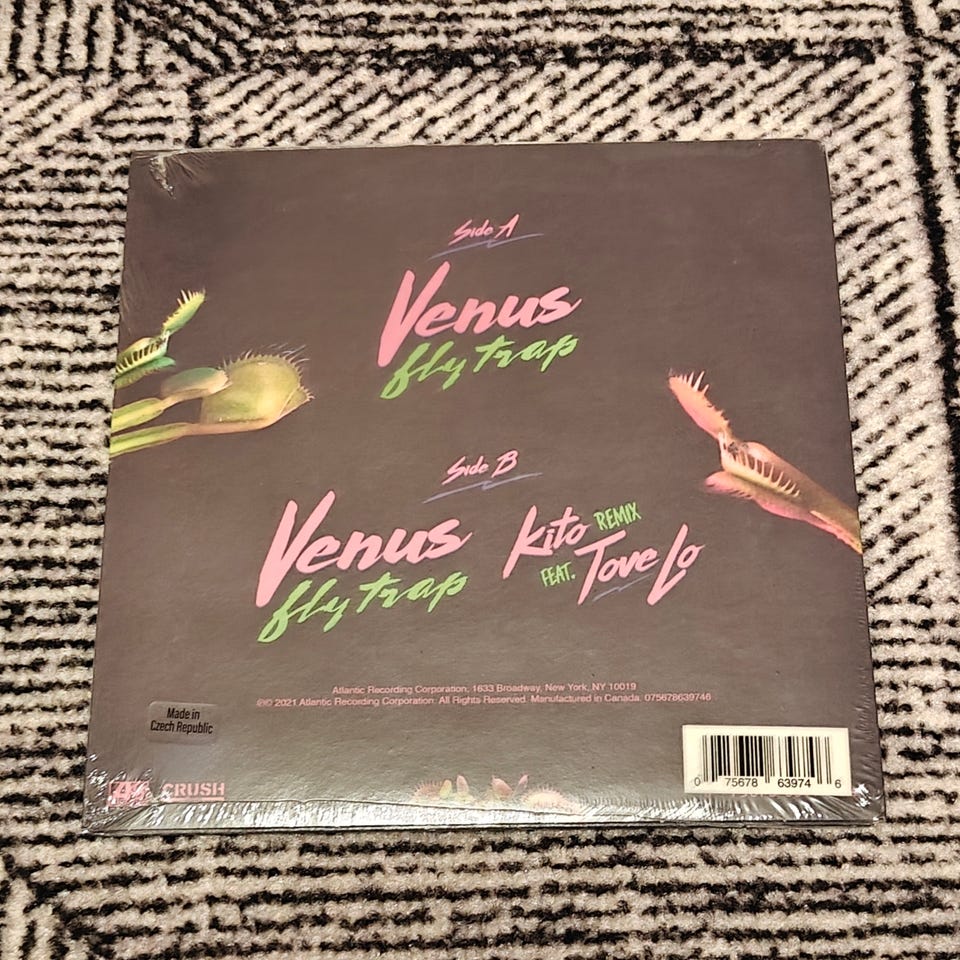 Side A
Venus
fly trap
Side B
Venus
fly trap
Kito REMIX
FEAT. Tove Lo
Atlantic Recording Corporation, 1633 Broadway, New York, NY 10019
℗© 2021 Atlantic Recording Corporation. All Rights Reserved. Manufactured in Canada. 075678639746
Made in
Czech Republic
CRUSH
0 75678 63974 6